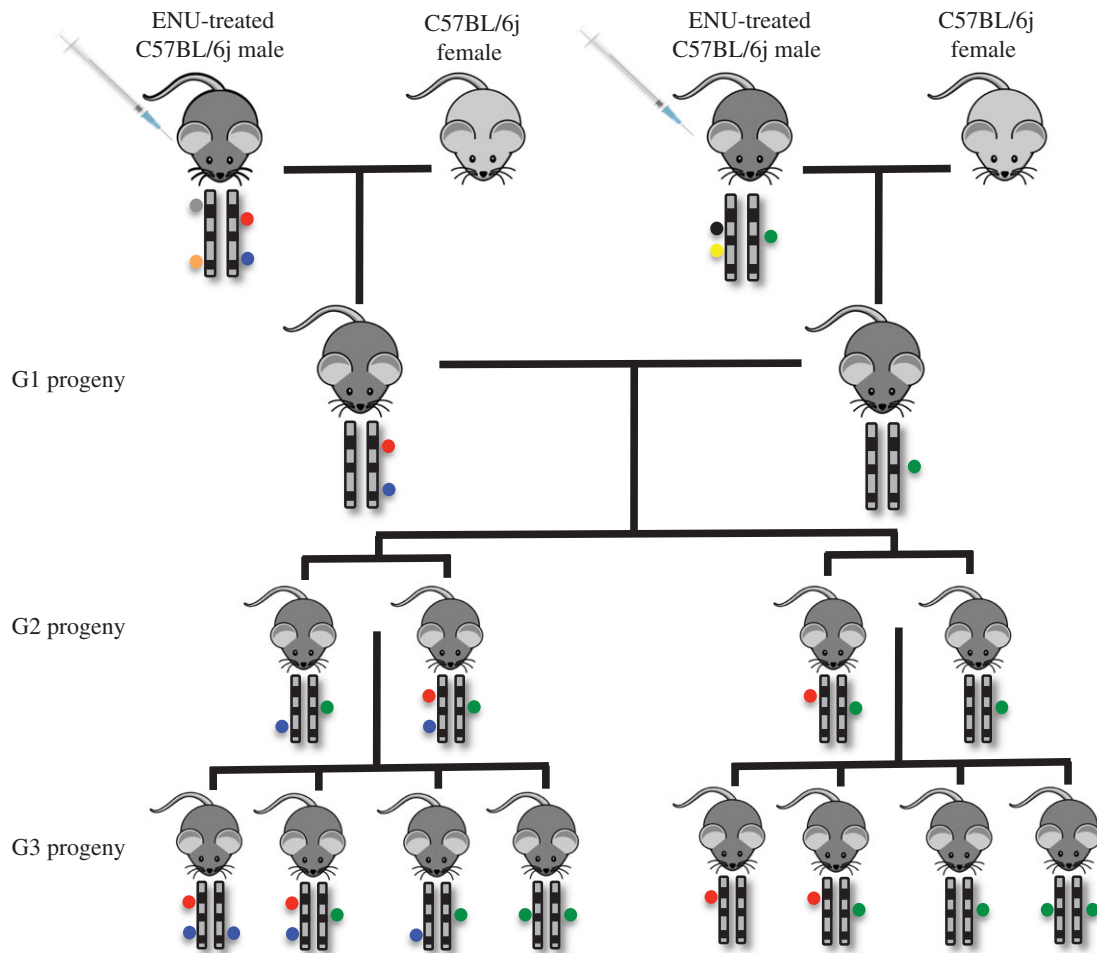 ENU-treated
C57BL/6j male
C57BL/6j
female
ENU-treated
C57BL/6j male
C57BL/6j
female
G1 progeny
G2 progeny
G3 progeny